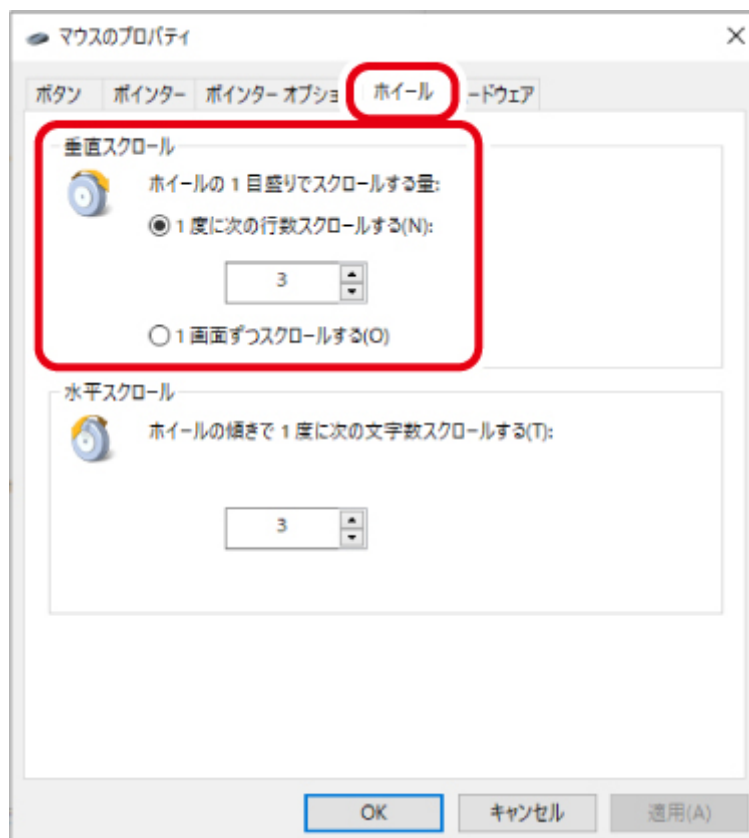 マウスのプロパティ
ボタン ポインター ポインター オプショ ホイール ードウェア
垂直スクロール
ホイールの 1 目盛りでスクロールする量:
1 度に次の行数スクロールする(N):
3
1 画面ずつスクロールする(O)
水平スクロール
ホイールの傾きで 1 度に次の文字数スクロールする(T):
3
OK キャンセル 適用(A)